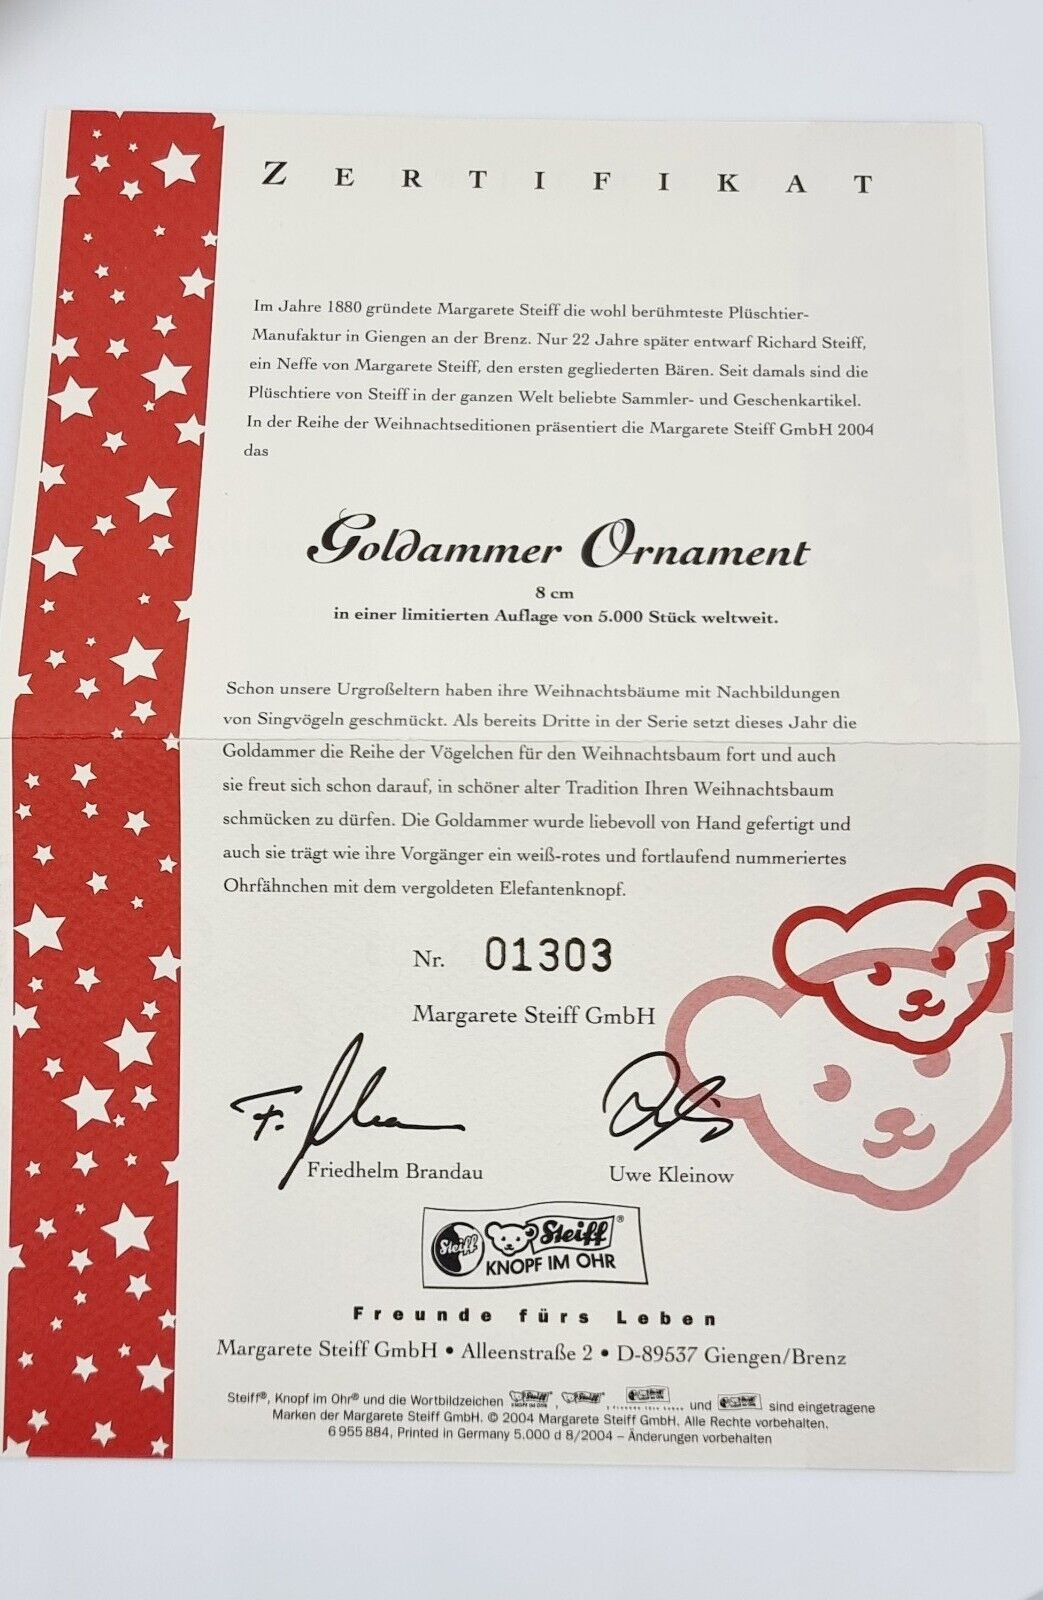 ZERTIFIKAT
Im Jahre 1880 gründete Margarete Steiff die wohl berühmteste Plüschtier-
Manufaktur in Giengen an der Brenz. Nur 22 Jahre später entwarf Richard Steiff,
ein Neffe von Margarete Steiff, den ersten gegliederten Bären. Seit damals sind die
Plüschtiere von Steiff in der ganzen Welt beliebte Sammler- und Geschenkartikel.
In der Reihe der Weihnachtseditionen präsentiert die Margarete Steiff GmbH 2004
das
Goldammer Ornament
8 cm
in einer limitierten Auflage von 5.000 Stück weltweit.
Schon unsere Urgroßeltern haben ihre Weihnachtsbäume mit Nachbildungen
von Singvögeln geschmückt. Als bereits Dritte in der Serie setzt dieses Jahr die
Goldammer die Reihe der Vögelchen für den Weihnachtsbaum fort und auch
sie freut sich schon darauf, in schöner alter Tradition Ihren Weihnachtsbaum
schmücken zu dürfen. Die Goldammer wurde liebevoll von Hand gefertigt und
auch sie trägt wie ihre Vorgänger ein weiß-rotes und fortlaufend nummeriertes
Ohrfähnchen mit dem vergoldeten Elefantenknopf.
Nr. 01303
Margarete Steiff GmbH
Friedhelm Brandau Uwe Kleinow
Steiff Steiff®
KNOPF IM OHR
Freunde fürs Leben
Margarete Steiff GmbH • Alleenstraße 2 • D-89537 Giengen/Brenz
Steiff®, Knopf im Ohr® und die Wortbildzeichen , , und sind eingetragene
Marken der Margarete Steiff GmbH. © 2004 Margarete Steiff GmbH. Alle Rechte vorbehalten.
6 955 884, Printed in Germany 5.000 d 8/2004 – Änderungen vorbehalten